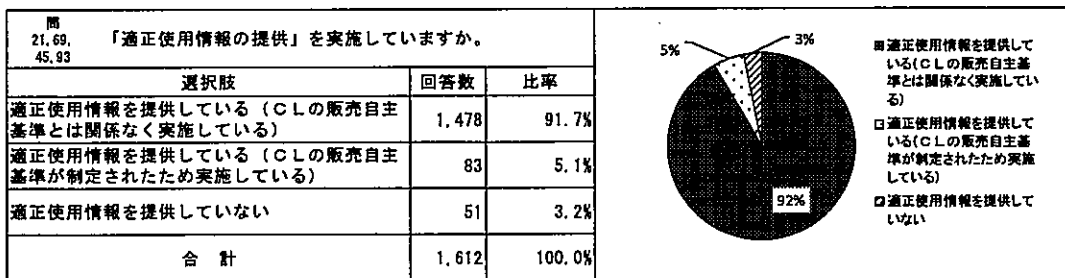 問
21,69,
45,93
「適正使用情報の提供」を実施していますか。
選択肢 回答数 比率
適正使用情報を提供している（ＣＬの販売自主
基準とは関係なく実施している） 1,478 91.7%
適正使用情報を提供している（ＣＬの販売自主
基準が制定されたため実施している） 83 5.1%
適正使用情報を提供していない 51 3.2%
合 計 1,612 100.0%
5%
3%
92%
適正使用情報を提供して
いる(ＣＬの販売自主基
準とは関係なく実施してい
る)
適正使用情報を提供して
いる(ＣＬの販売自主基
準が制定されたため実施
している)
適正使用情報を提供して
いない